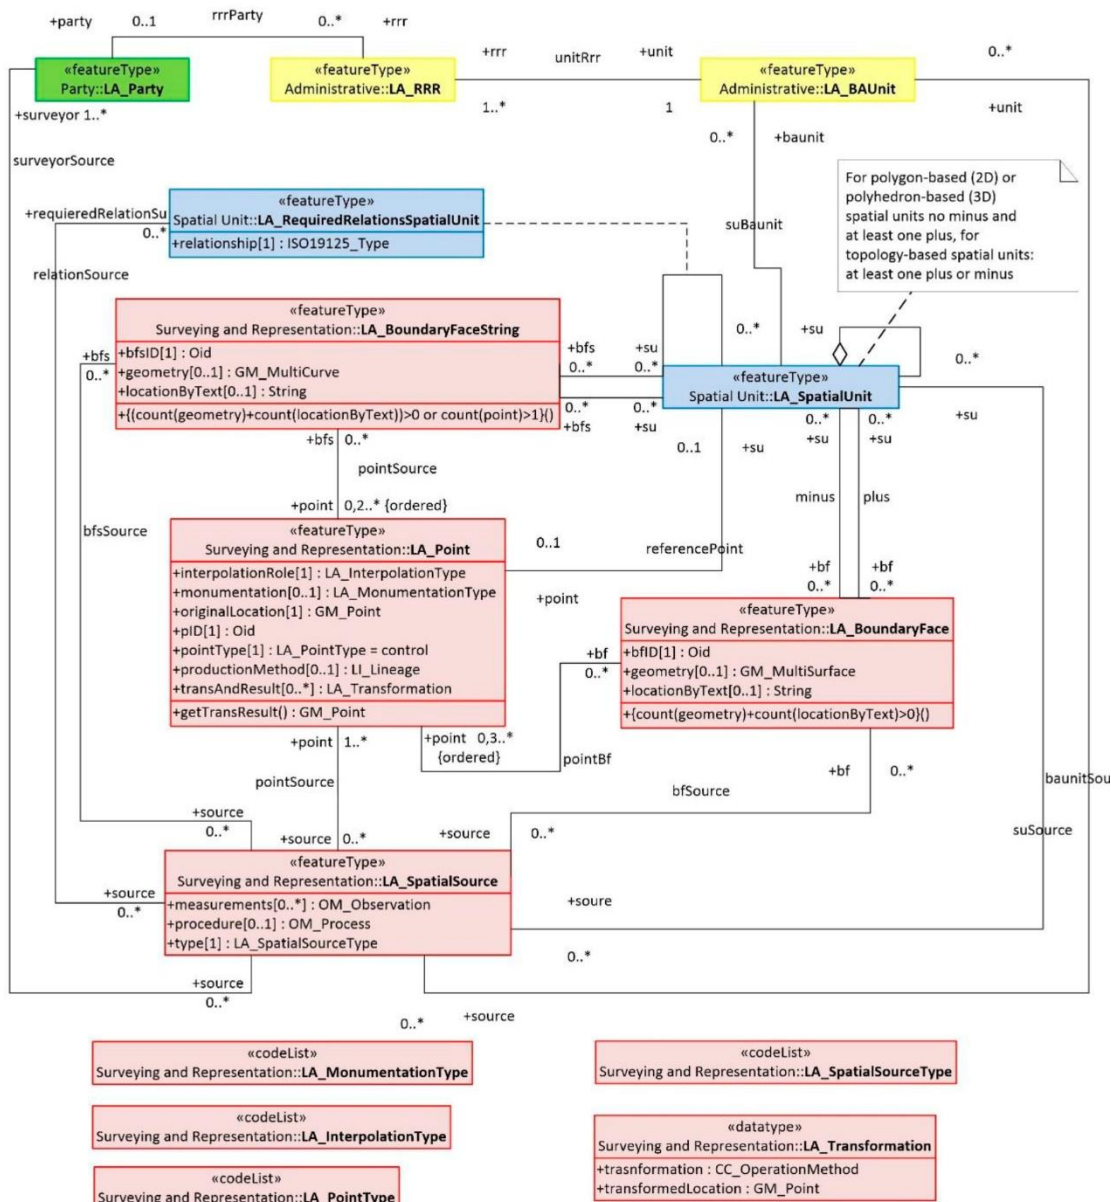 +party 0..1 rrrParty 0..* +rrr
«featureType»
Party::LA_Party
«featureType»
Administrative::LA_RRR
+rrr unitRrr +unit
1..* 1
«featureType»
Administrative::LA_BAUnit
0..*
+unit
+surveyor 1..*
surveyorSource
0..* +baunit
suBaunit
For polygon-based (2D) or
polyhedron-based (3D)
spatial units no minus and
at least one plus, for
topology-based spatial units:
at least one plus or minus
+requieredRelationSu
0..*
relationSource
«featureType»
Spatial Unit::LA_RequiredRelationsSpatialUnit
+relationship[1] : ISO19125_Type
«featureType»
Surveying and Representation::LA_BoundaryFaceString
+bfsID[1] : Oid
+geometry[0..1] : GM_MultiCurve
+locationByText[0..1] : String
+{(count(geometry)+count(locationByText))>0 or count(point)>1}()
+bfs
0..*
+bfs +su
0..* 0..*
0..* 0..*
+bfs +su
0..* +su
0..*
«featureType»
Spatial Unit::LA_SpatialUnit
0..* 0..*
+su +su
+su
0..1 +su
minus plus
+bf +bf
0..* 0..*
+bfs 0..*
pointSource
+point 0,2..* {ordered}
bfsSource
«featureType»
Surveying and Representation::LA_Point
+interpolationRole[1] : LA_InterpolationType
+monumentation[0..1] : LA_MonumentationType
+originalLocation[1] : GM_Point
+pID[1] : Oid
+pointType[1] : LA_PointType = control
+productionMethod[0..1] : LI_Lineage
+transAndResult[0..*] : LA_Transformation
+getTransResult() : GM_Point
0..1 referencePoint
+point
«featureType»
Surveying and Representation::LA_BoundaryFace
+bfID[1] : Oid
+geometry[0..1] : GM_MultiSurface
+locationByText[0..1] : String
+{count(geometry)+count(locationByText)>0}()
+bf
0..*
+point 1..*
+point 0,3..*
{ordered}
pointBf
pointSource
bfSource
+bf 0..*
baunitSou
suSource
+source
0..*
+source 0..*
+source 0..*
«featureType»
Surveying and Representation::LA_SpatialSource
+measurements[0..*] : OM_Observation
+procedure[0..1] : OM_Process
+type[1] : LA_SpatialSourceType
+source
0..*
+soure
0..*
+source
0..*
0..* +source
«codeList»
Surveying and Representation::LA_MonumentationType
«codeList»
Surveying and Representation::LA_SpatialSourceType
«codeList»
Surveying and Representation::LA_InterpolationType
«datatype»
Surveying and Representation::LA_Transformation
+trasnformation : CC_OperationMethod
+transformedLocation : GM_Point
«codeList»
Surveying and Representation::LA_PointType